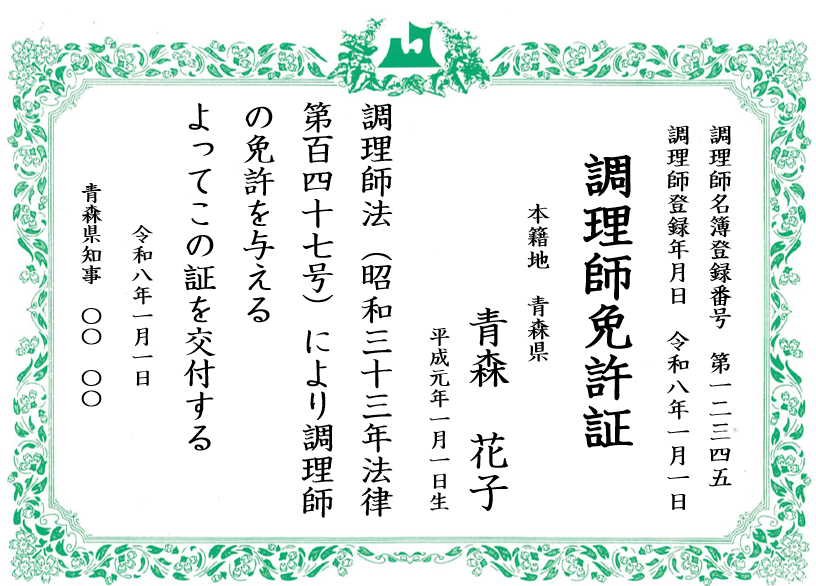 調理師名簿登録番号　第一二三四五
調理師登録年月日　令和八年一月一日
調理師免許証
本籍地　青森県
青森　花子
平成元年一月一日生
調理師法（昭和三十三年法律
第百四十七号）により調理師
の免許を与える
よってこの証を交付する
令和八年一月一日
青森県知事　〇〇　〇〇